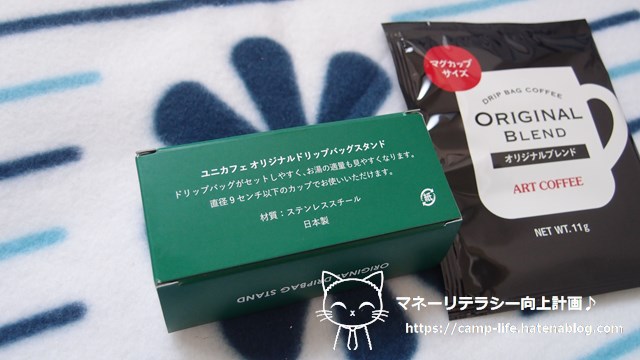 ユニカフェ オリジナルドリップバッグスタンド
ドリップバッグがセットしやすく、お湯の適量も見やすくなります。
直径9センチ以下のカップでお使いいただけます。
材質：ステンレススチール
日本製
紙
ORIGINAL DRIPBAG STAND
マグカップ
サイズ
DRIP BAG COFFEE
ORIGINAL
BLEND
オリジナルブレンド
ART COFFEE
NET WT. 11g
マネーリテラシー向上計画♪
https://camp-life.hatenablog.com/